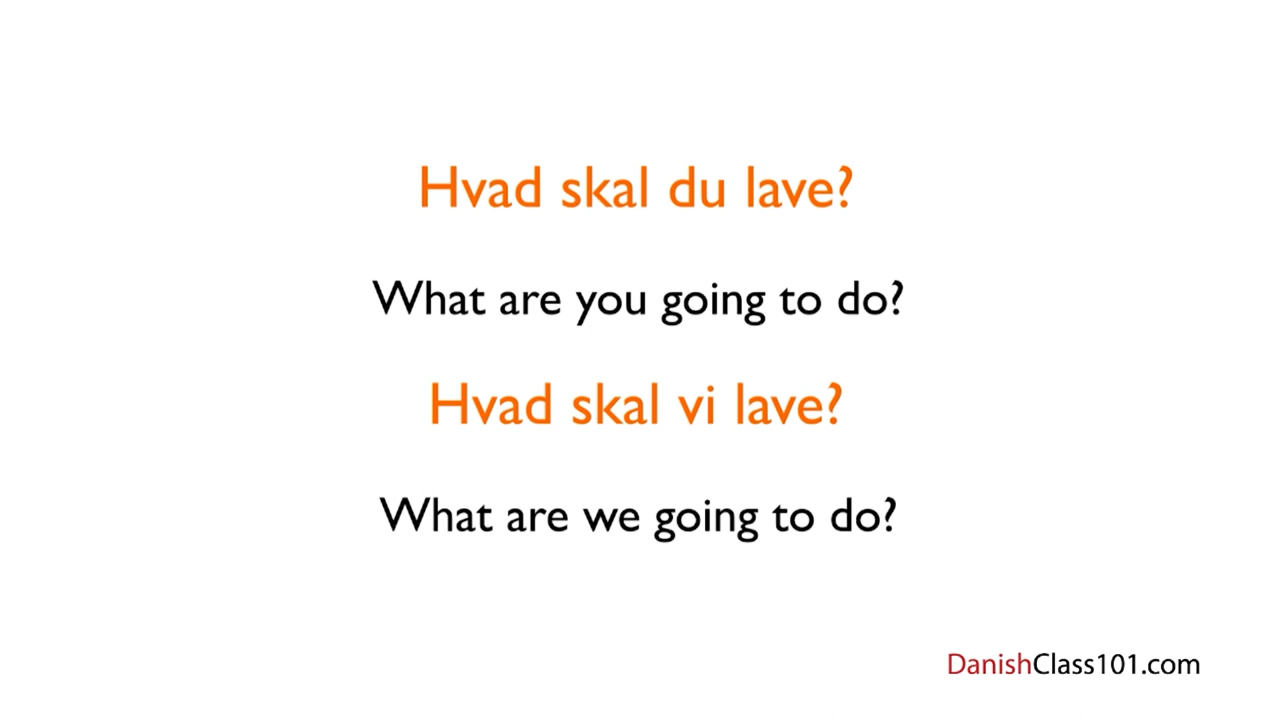 Hvad skal du lave?
What are you going to do?
Hvad skal vi lave?
What are we going to do?
DanishClass101.com